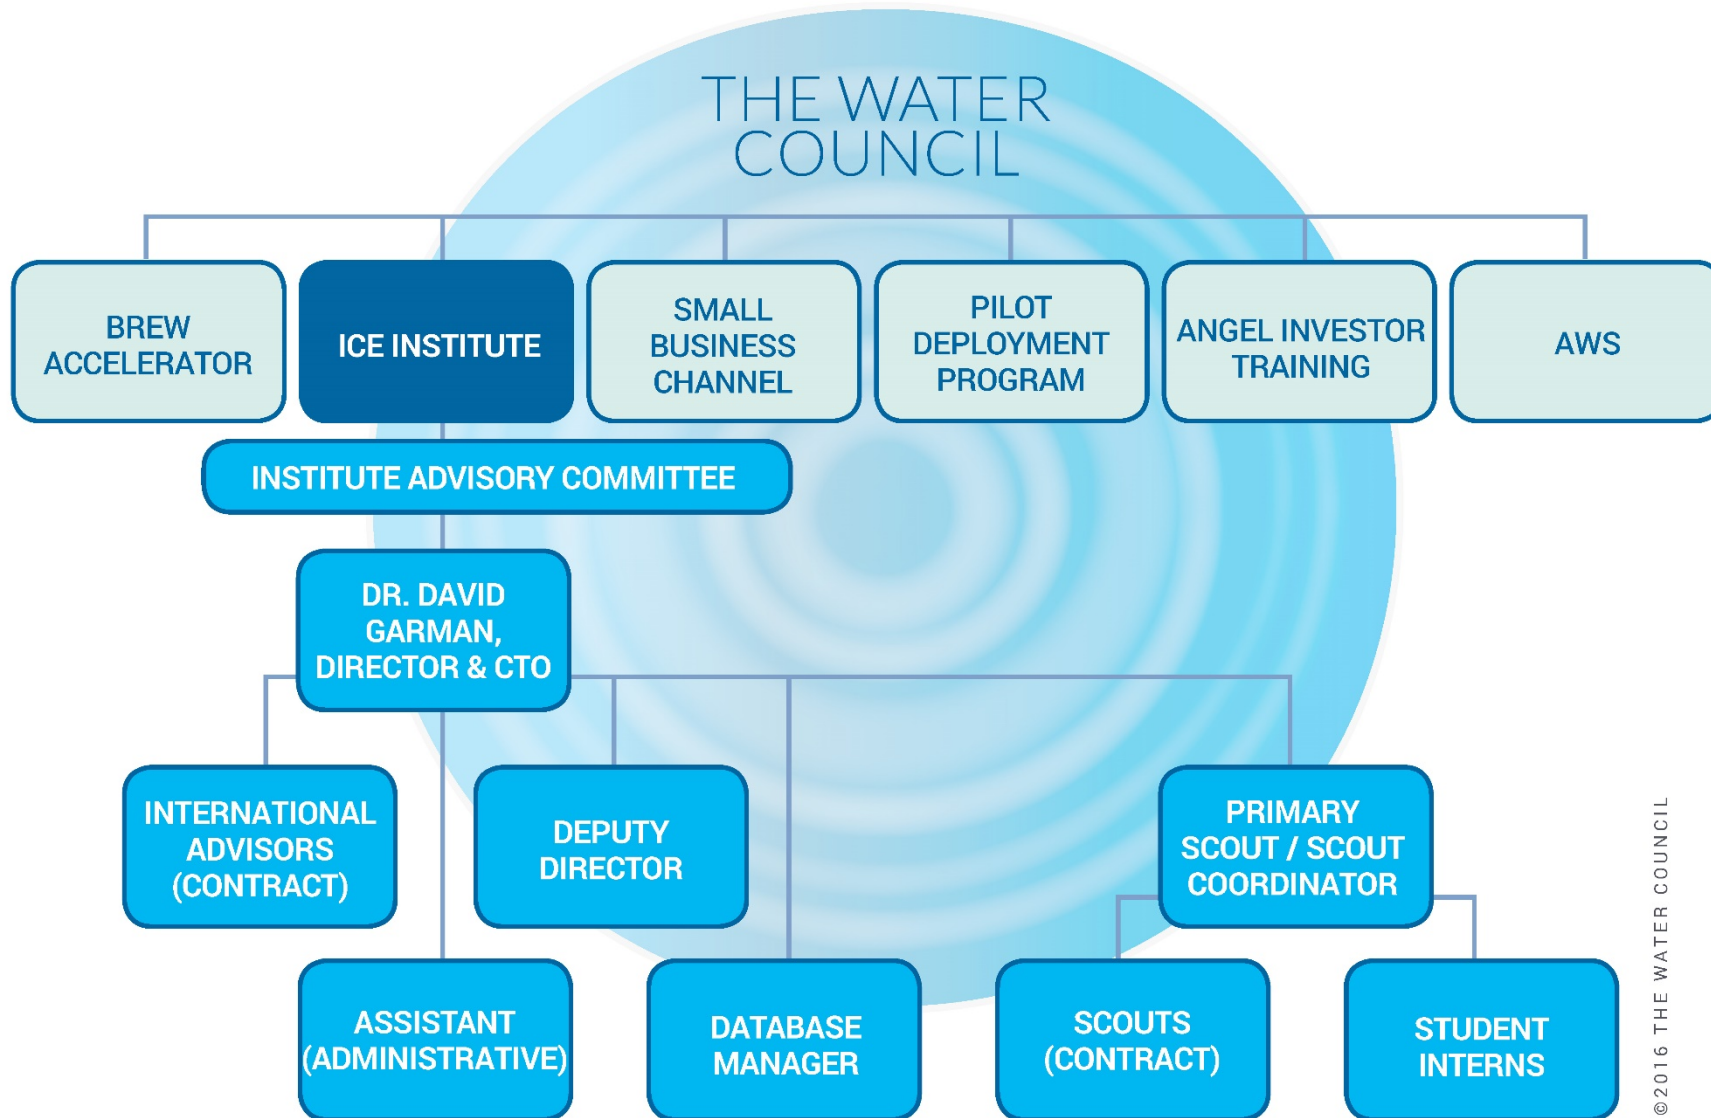 THE WATER
COUNCIL
BREW
ACCELERATOR
ICE INSTITUTE
SMALL
BUSINESS
CHANNEL
PILOT
DEPLOYMENT
PROGRAM
ANGEL INVESTOR
TRAINING
AWS
INSTITUTE ADVISORY COMMITTEE
DR. DAVID
GARMAN,
DIRECTOR & CTO
INTERNATIONAL
ADVISORS
(CONTRACT)
DEPUTY
DIRECTOR
PRIMARY
SCOUT / SCOUT
COORDINATOR
ASSISTANT
(ADMINISTRATIVE)
DATABASE
MANAGER
SCOUTS
(CONTRACT)
STUDENT
INTERNS
©2016 THE WATER COUNCIL